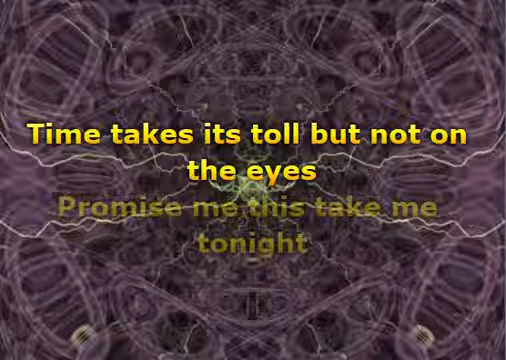 Time takes its toll but not on
the eyes
Promise me this take me
tonight